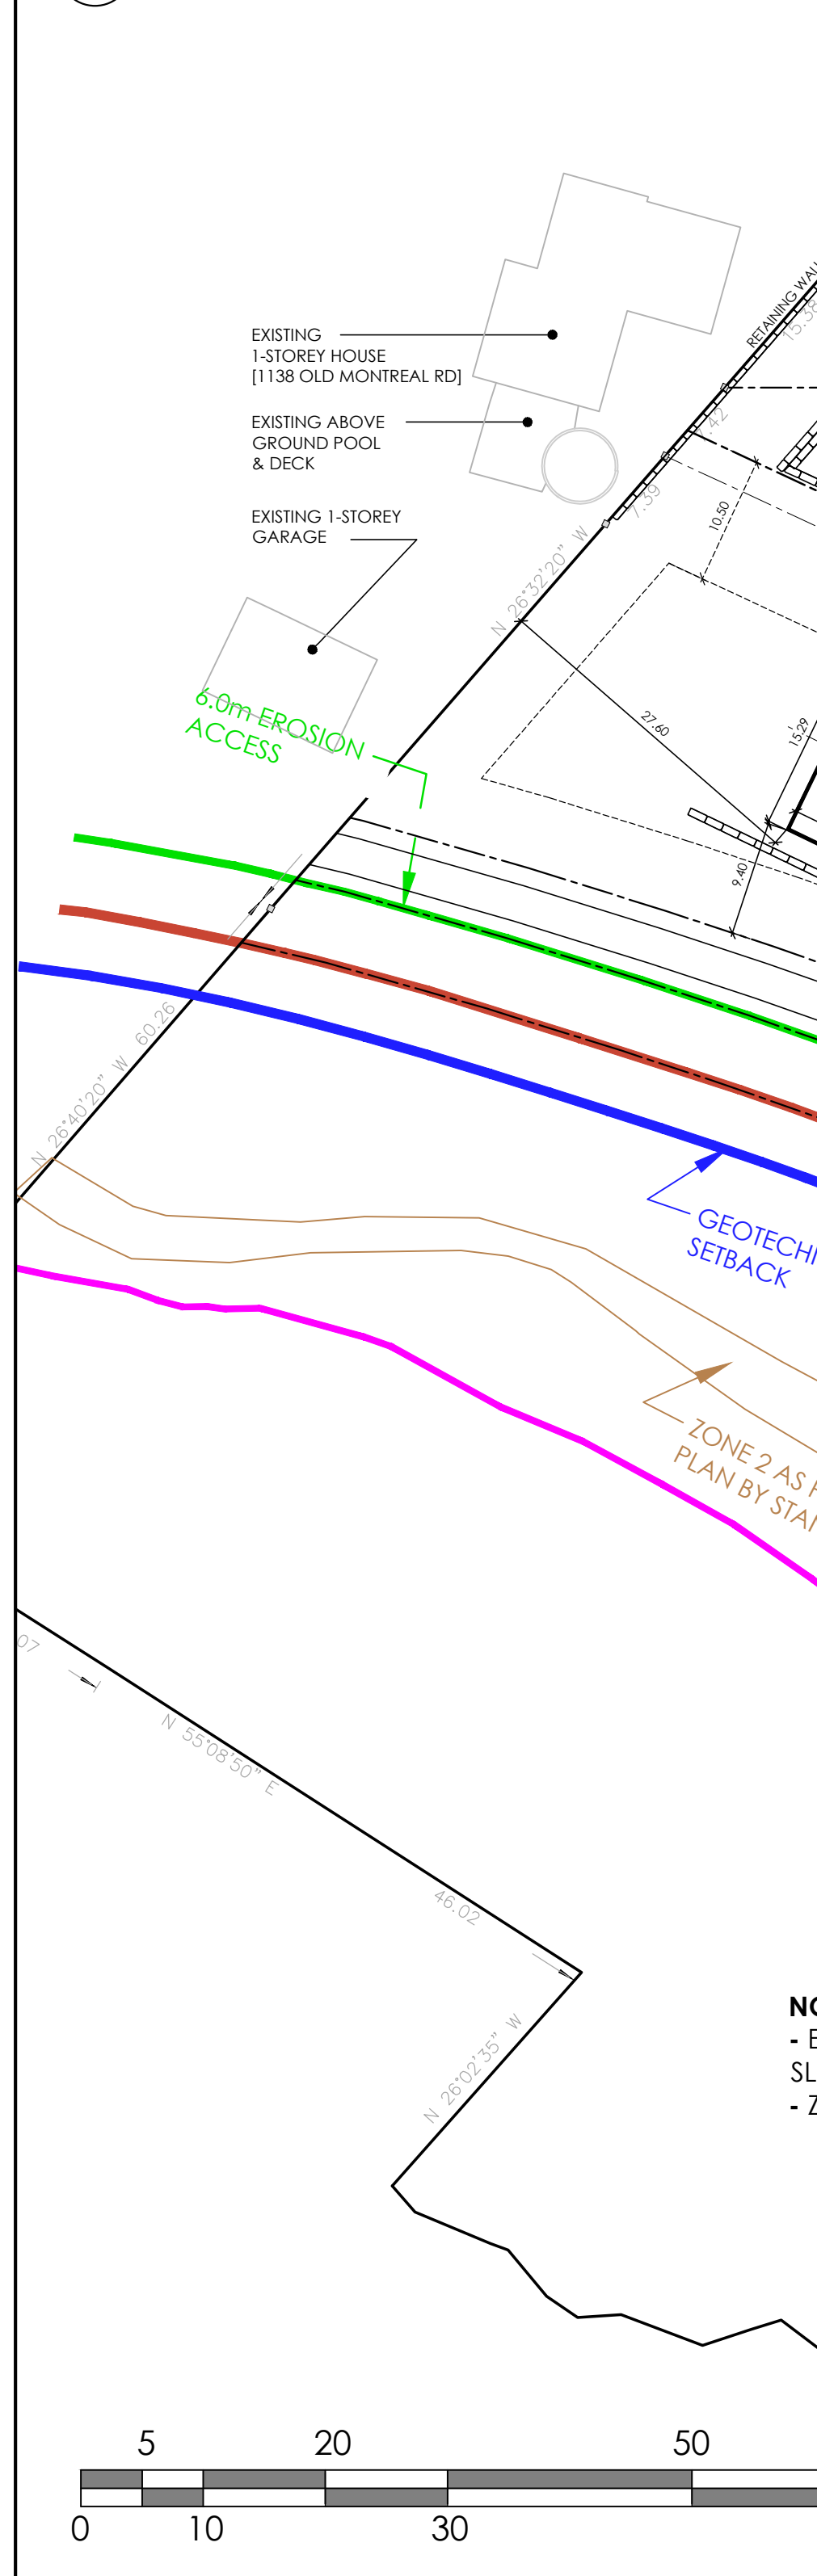 RETAINING
15.38
EXISTING
1-STOREY HOUSE
[1138 OLD MONTREAL RD]
EXISTING ABOVE
GROUND POOL
& DECK
7.39
10.50
EXISTING 1-STOREY
GARAGE
N 26°32'20" W
6.0m EROSION
ACCESS
27.60
15.29
9.40
60.26
N 26°40'20" W
SETBACK
ZONE 2 AS
PLAN BY
07
N 55°08'50" E
46.02
N 26°02'35" W
5 20 50
0 10 30